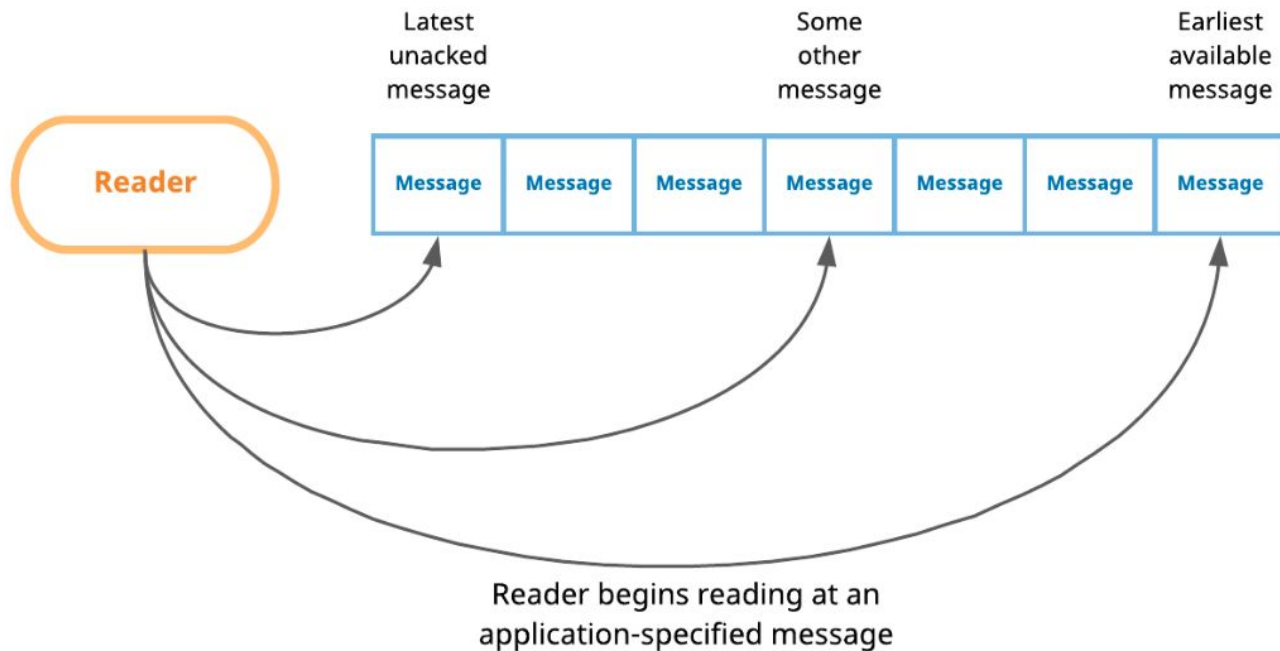 Latest
unacked
message
Some
other
message
Earliest
available
message
Reader
Message Message Message Message Message Message Message
Reader begins reading at an
application-specified message